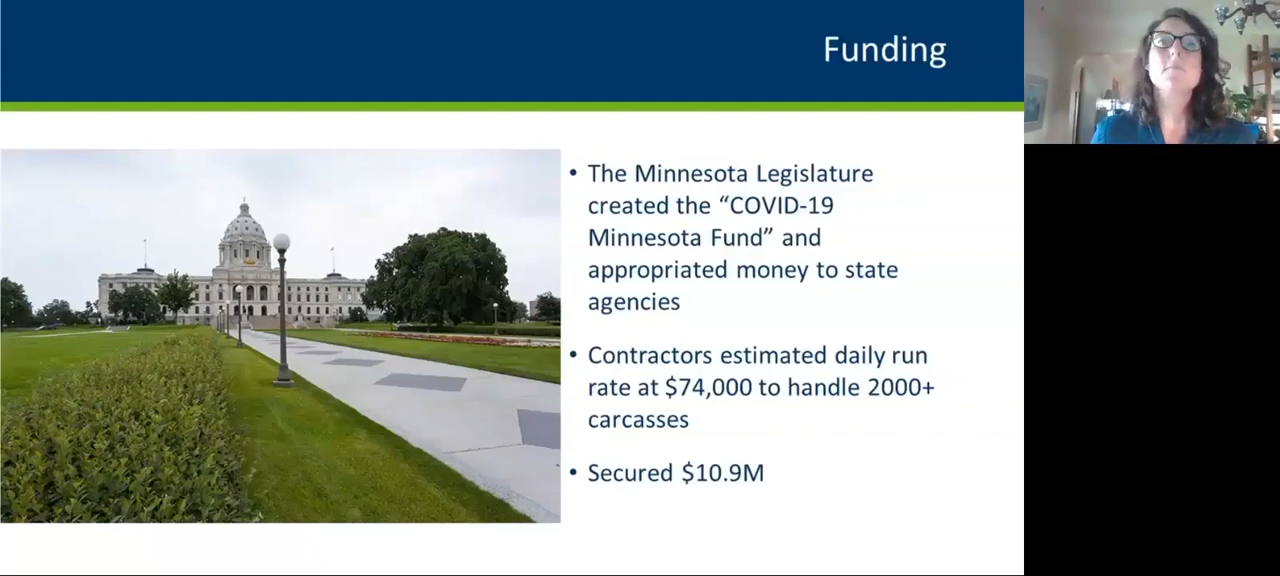 Funding
• The Minnesota Legislature
created the “COVID-19
Minnesota Fund” and
appropriated money to state
agencies
• Contractors estimated daily run
rate at $74,000 to handle 2000+
carcasses
• Secured $10.9M